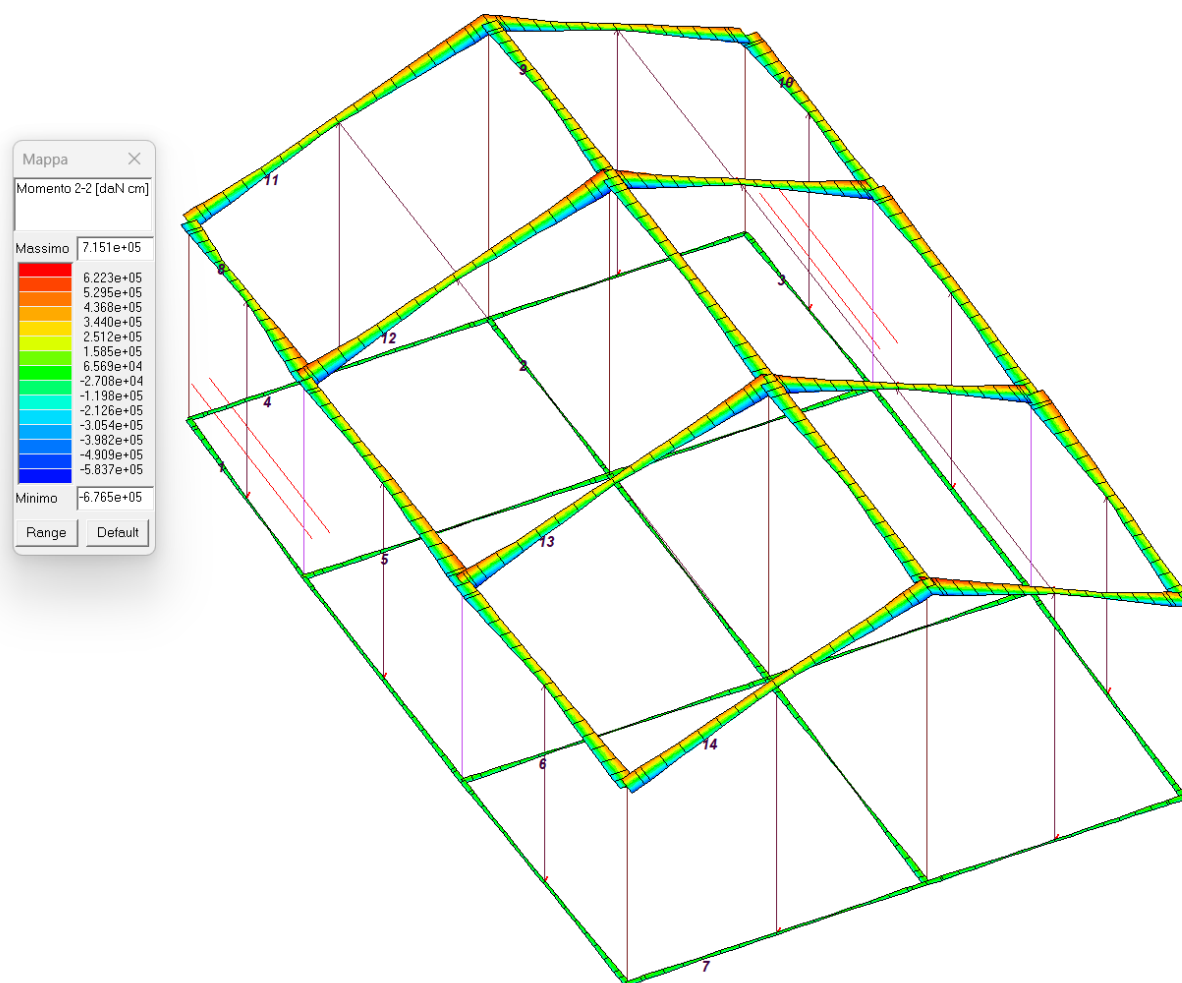 Mappa
Momento 2-2 [daN cm]
Massimo 7.151e+05
6.223e+05
5.295e+05
4.368e+05
3.440e+05
2.512e+05
1.585e+05
6.569e+04
-2.708e+04
-1.198e+05
-2.126e+05
-3.054e+05
-3.982e+05
-4.909e+05
-5.837e+05
Minimo -6.765e+05
Range Default
9
10
11
8
3
12
2
4
1
13
5
14
6
7